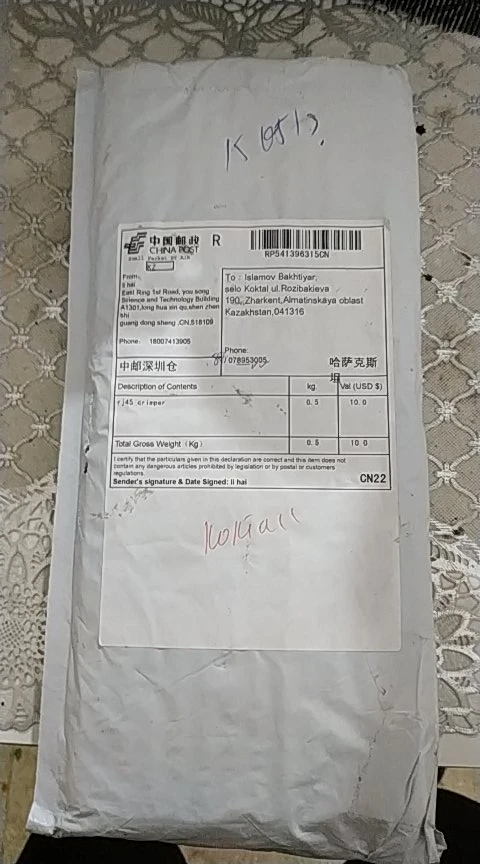 中国邮政 R
CHINA POST
Small Packet BY AIR
KZ
RP541396315CN
From:
li hai
East Ring 1st Road, you song
Science and Technology Building
A1301,long hua xin qu,shen zhen
shi
guang dong sheng ,CN,518109
Phone: 18007413905
To : Islamov Bakhtiyar,
selo Koktal ul.Rozibakieva
190,,Zharkent,Almatinskaya oblast
Kazakhstan,041316
Phone:
87078953005
中邮深圳仓
哈萨克斯
坦
Description of Contents kg. Val (USD $)
rj45 crimper 0.5 10.0
Total Gross Weight (Kg) 0.5 10.0
I certify that the particulars given in this declaration are correct and this item does not
contain any dangerous articles prohibited by legislation or by postal or customers
regulations.
Sender's signature & Date Signed: li hai CN22